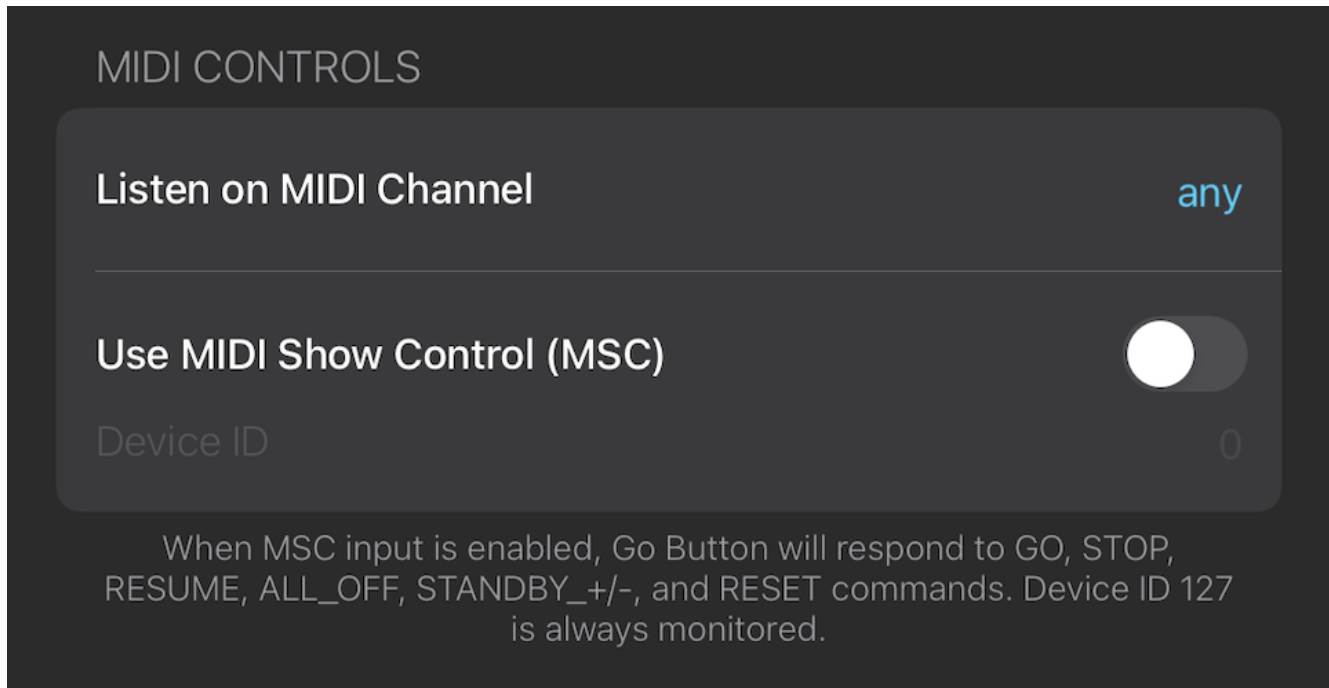 MIDI CONTROLS
Listen on MIDI Channel
any
Use MIDI Show Control (MSC)
Device ID
0
When MSC input is enabled, Go Button will respond to GO, STOP,
RESUME, ALL_OFF, STANDBY_+/-, and RESET commands. Device ID 127
is always monitored.